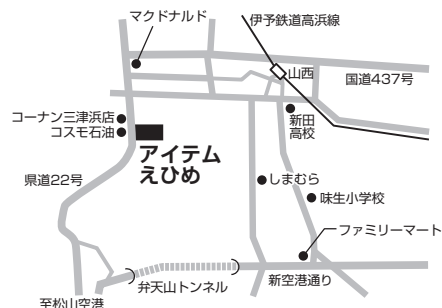 マクドナルド
伊予鉄道高浜線
山西
国道437号
コーナン三津浜店
コスモ石油
新田
高校
アイテム
えひめ
県道22号
しまむら
味生小学校
ファミリーマート
弁天山トンネル
新空港通り
至松山空港